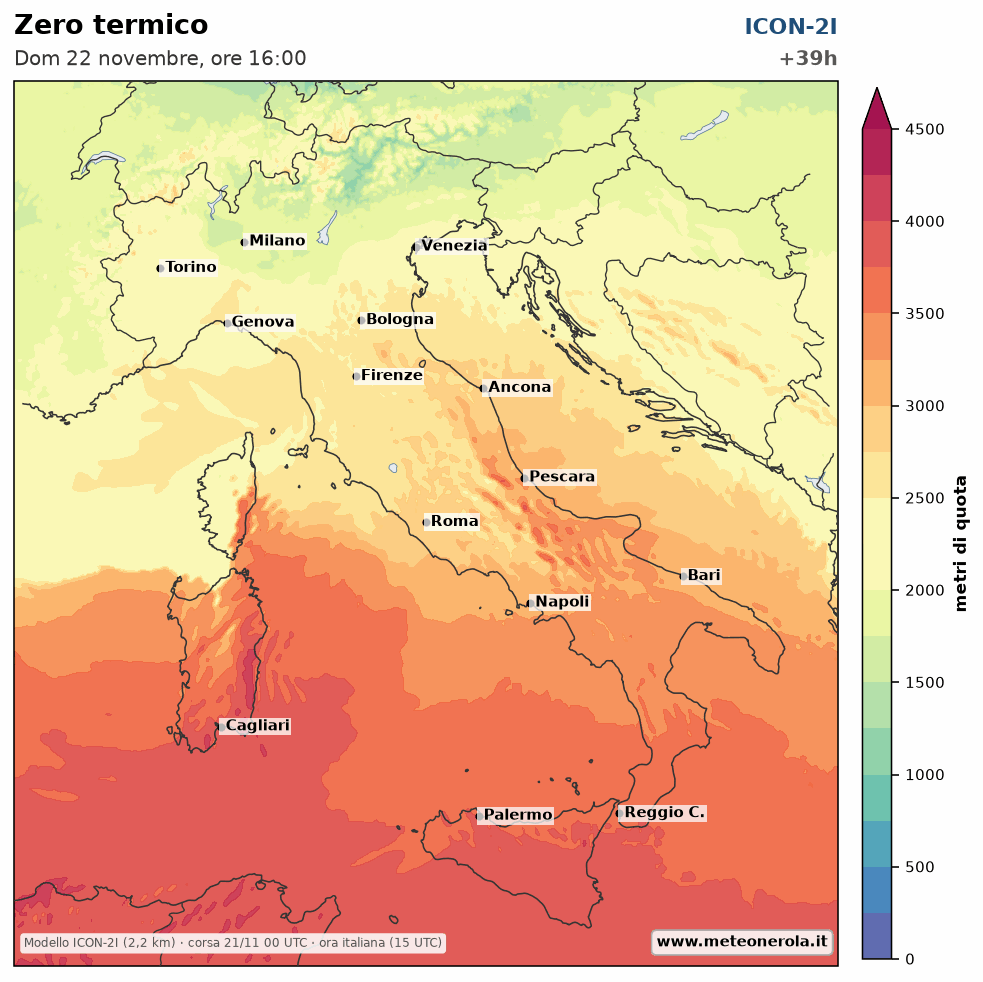 Zero termico
ICON-2I
Dom 22 novembre, ore 16:00
+39h
Milano
Venezia
Torino
Genova
Bologna
Firenze
Ancona
Pescara
Roma
Bari
Napoli
Cagliari
Palermo
Reggio C.
4500
4000
3500
3000
2500
2000
1500
1000
500
0
metri di quota
Modello ICON-2I (2,2 km) · corsa 21/11 00 UTC · ora italiana (15 UTC)
www.meteonerola.it